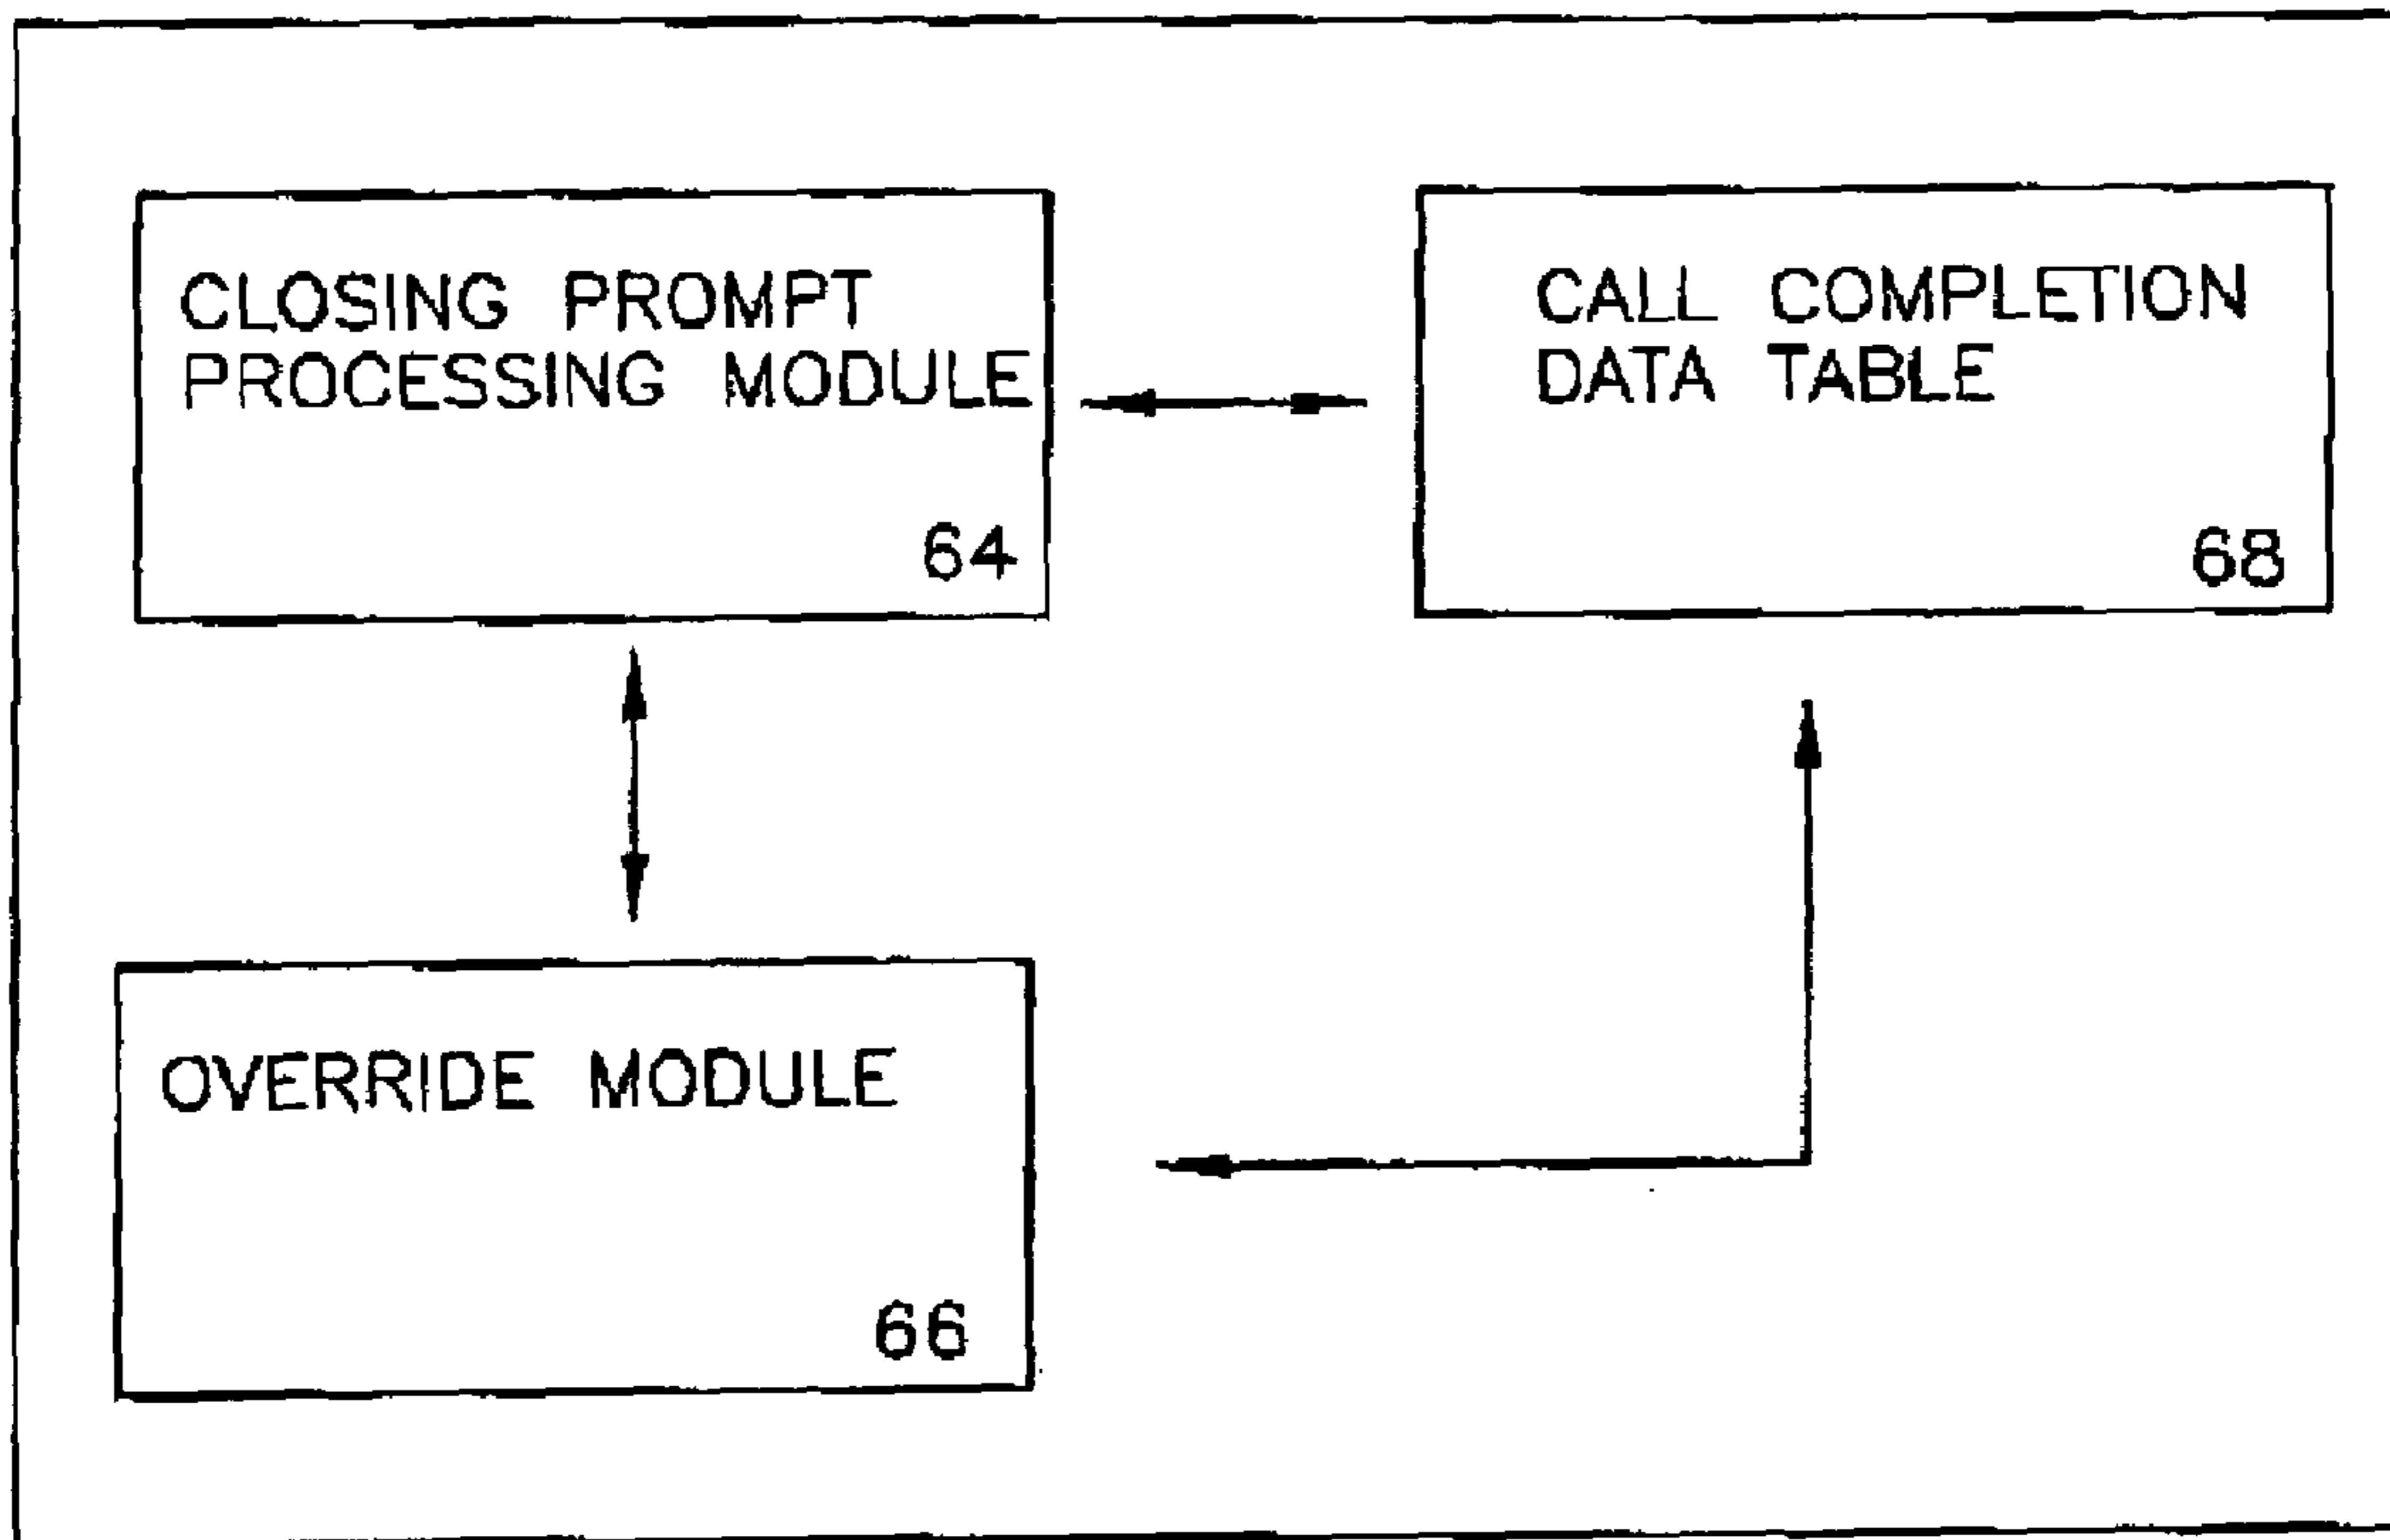 CLOSING PROMPT
PROCESSING MODULE
64
CALL COMPLETION
DATA TABLE
68
OVERRIDE MODULE
66